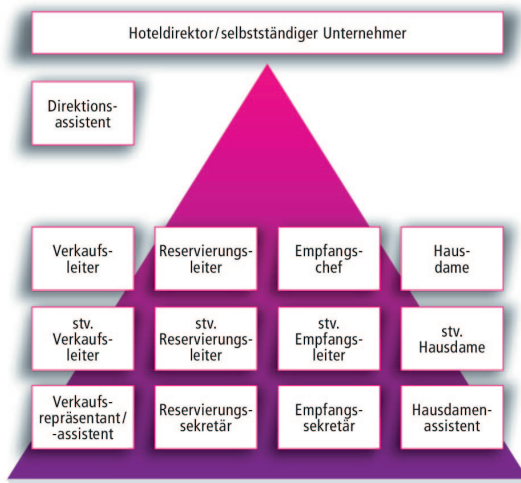 Hoteldirektor/selbstständiger Unternehmer
Direktions-
assistent
Verkaufs-
leiter
Reservierungs-
leiter
Empfangs-
chef
Haus-
dame
stv.
Verkaufs-
leiter
stv.
Reservierungs-
leiter
stv.
Empfangs-
leiter
stv.
Hausdame
Verkaufs-
repräsentant/
-assistent
Reservierungs-
sekretär
Empfangs-
sekretär
Hausdamen-
assistent